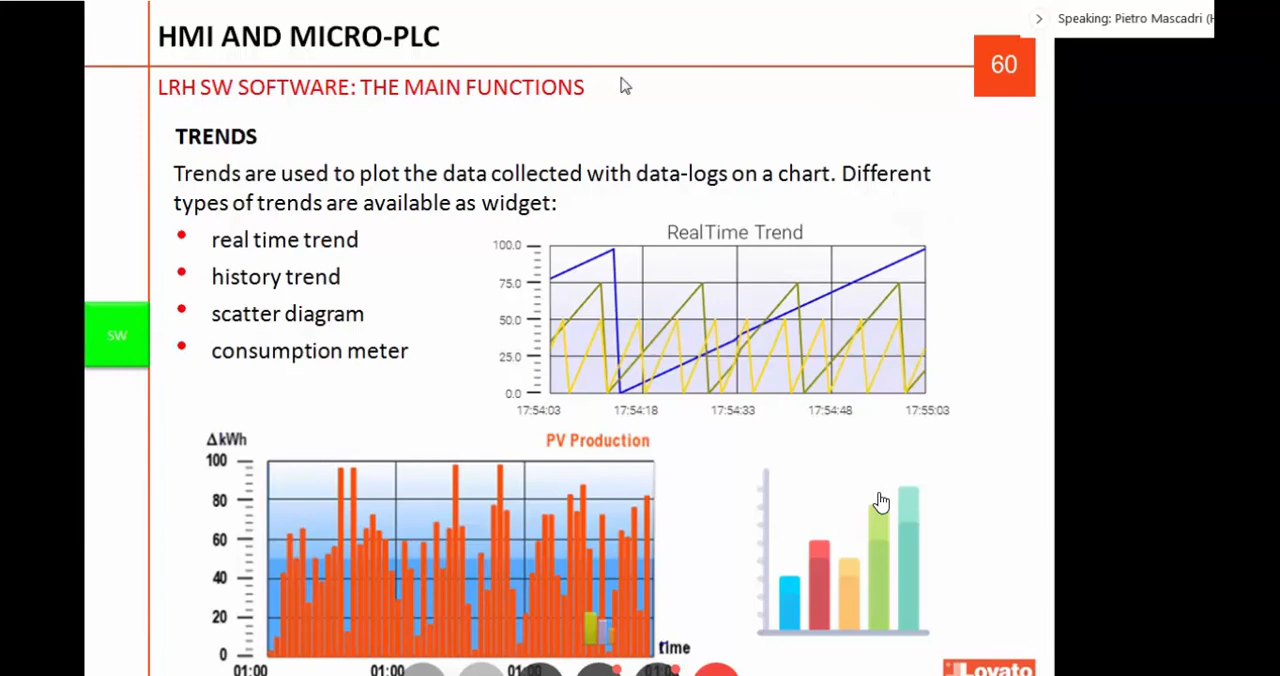 Speaking: Pietro Mascadri (H
HMI AND MICRO-PLC
60
LRH SW SOFTWARE: THE MAIN FUNCTIONS
TRENDS
Trends are used to plot the data collected with data-logs on a chart. Different
types of trends are available as widget:
• real time trend
• history trend
• scatter diagram
• consumption meter
SW
RealTime Trend
100.0
75.0
50.0
25.0
0.0
17:54:03 17:54:18 17:54:33 17:54:48 17:55:03
ΔkWh
PV Production
100
80
60
40
20
0
time
01:00 01:00 01:00
Lovato